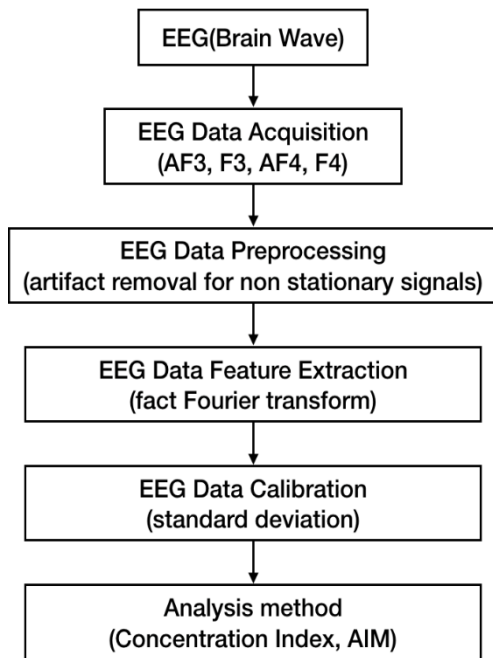 EEG(Brain Wave)
EEG Data Acquisition
(AF3, F3, AF4, F4)
EEG Data Preprocessing
(artifact removal for non stationary signals)
EEG Data Feature Extraction
(fact Fourier transform)
EEG Data Calibration
(standard deviation)
Analysis method
(Concentration Index, AIM)